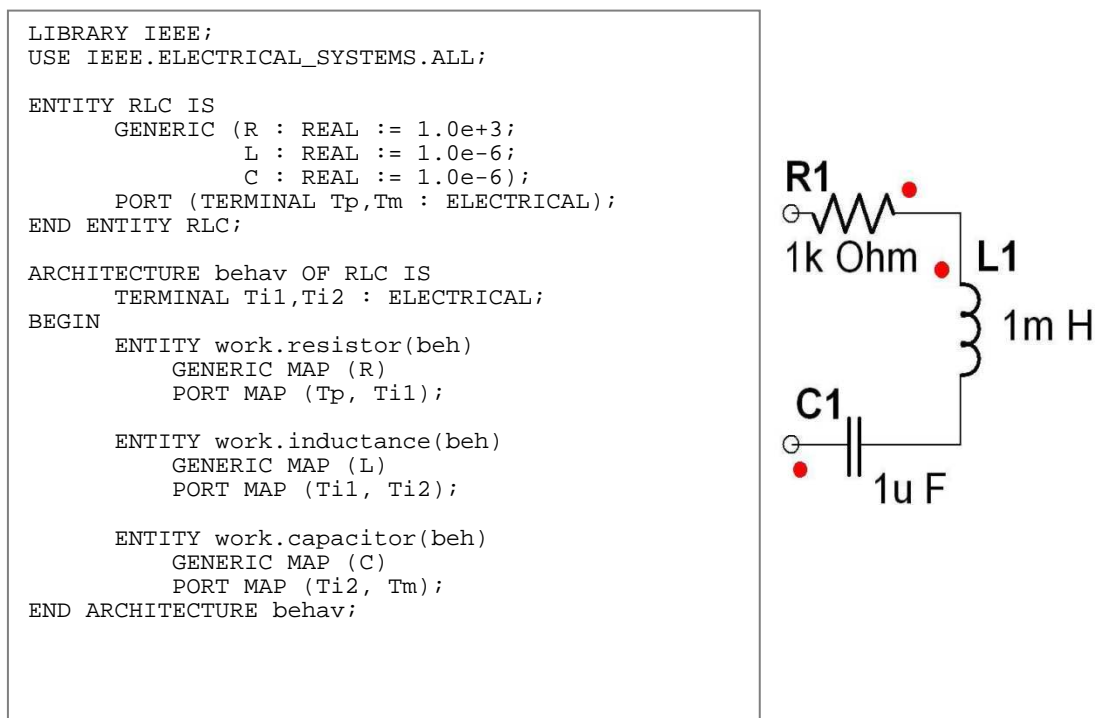 LIBRARY IEEE;
USE IEEE.ELECTRICAL_SYSTEMS.ALL;
ENTITY RLC IS
GENERIC (R : REAL := 1.0e+3;
L : REAL := 1.0e-6;
C : REAL := 1.0e-6);
PORT (TERMINAL Tp,Tm : ELECTRICAL);
END ENTITY RLC;
ARCHITECTURE behav OF RLC IS
TERMINAL Ti1,Ti2 : ELECTRICAL;
BEGIN
ENTITY work.resistor(beh)
GENERIC MAP (R)
PORT MAP (Tp, Ti1);
ENTITY work.inductance(beh)
GENERIC MAP (L)
PORT MAP (Ti1, Ti2);
ENTITY work.capacitor(beh)
GENERIC MAP (C)
PORT MAP (Ti2, Tm);
END ARCHITECTURE behav;
R1
1k Ohm
L1
1m H
C1
1u F